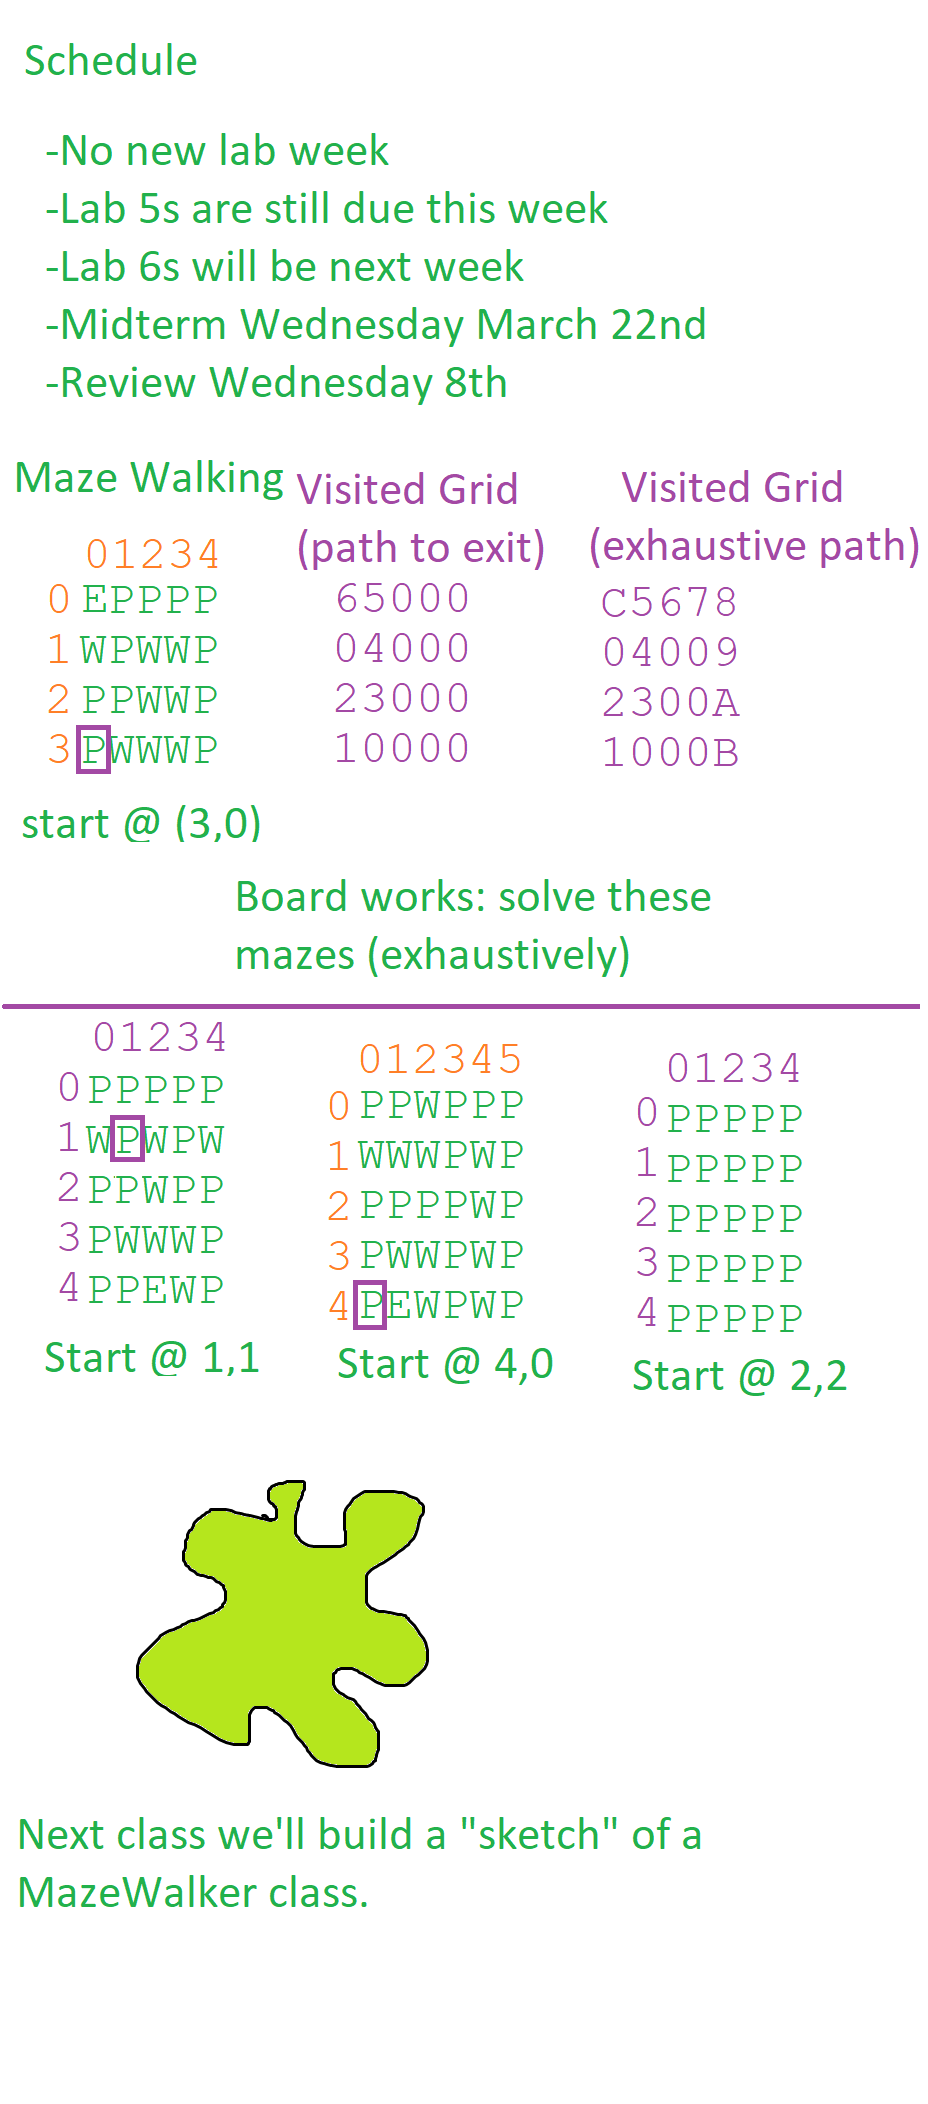 Schedule
-No new lab week
-Lab 5s are still due this week
-Lab 6s will be next week
-Midterm Wednesday March 22nd
-Review Wednesday 8th
Maze Walking
01234
0 EPPPP
1 WPWWP
2 PPWWP
3 PWWWP
start @ (3,0)
Visited Grid
(path to exit)
65000
04000
23000
10000
Visited Grid
(exhaustive path)
C5678
04009
2300A
1000B
Board works: solve these
mazes (exhaustively)
01234
0 PPPPP
1 WPWPW
2 PPWPP
3 PWWWP
4 PPEWP
Start @ 1,1
012345
0 PPWPPP
1 WWWPWP
2 PPPPWP
3 PWWPWP
4 PEWPWP
Start @ 4,0
01234
0 PPPPP
1 PPPPP
2 PPPPP
3 PPPPP
4 PPPPP
Start @ 2,2
Next class we'll build a "sketch" of a
MazeWalker class.